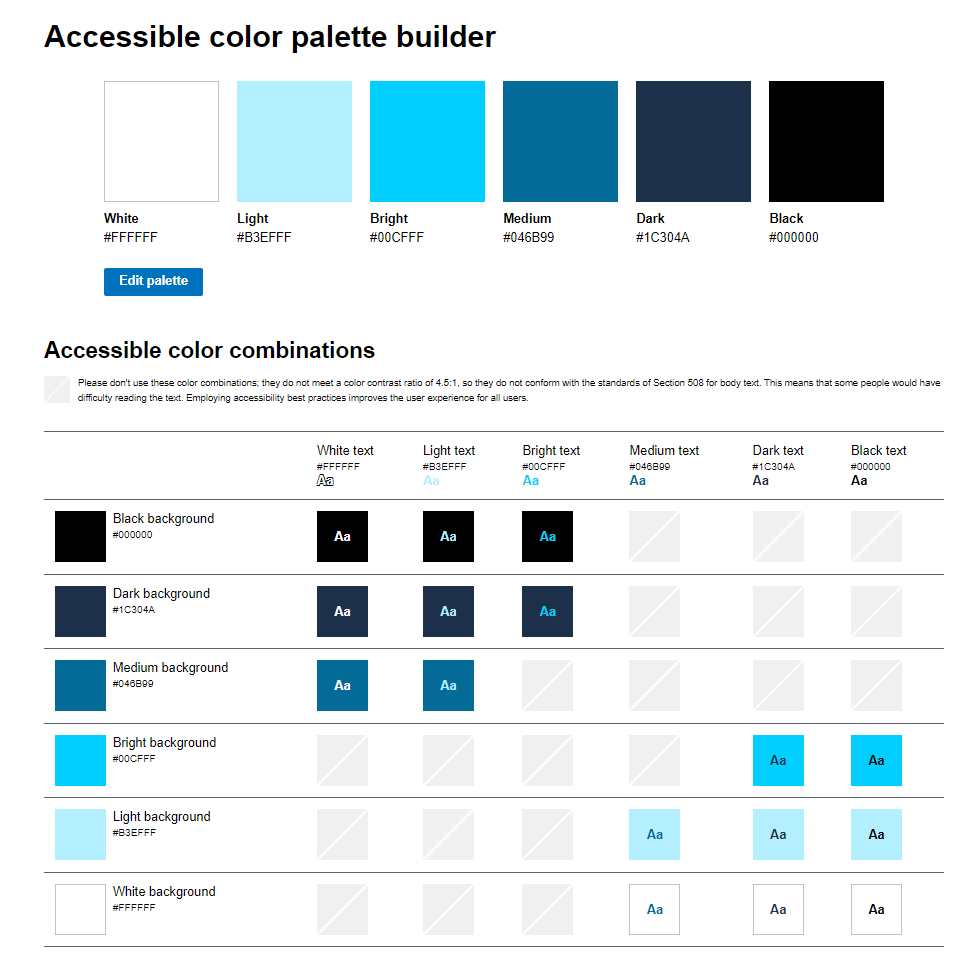 Accessible color palette builder
White Light Bright Medium Dark Black
#FFFFFF #B3EFFF #00CFFF #046B99 #1C304A #000000
Edit palette
Accessible color combinations
Please don't use these color combinations; they do not meet a color contrast ratio of 4.5:1, so they do not conform with the standards of Section 508 for body text. This means that some people would have
difficulty reading the text. Employing accessibility best practices improves the user experience for all users.
White text Light text Bright text Medium text Dark text Black text
#FFFFFF #B3EFFF #00CFFF #046B99 #1C304A #000000
Aa Aa Aa Aa Aa Aa
Black background
#000000
Aa Aa Aa
Dark background
#1C304A
Aa Aa Aa
Medium background
#046B99
Aa Aa
Bright background
#00CFFF
Aa Aa
Light background
#B3EFFF
Aa Aa Aa
White background
#FFFFFF
Aa Aa Aa